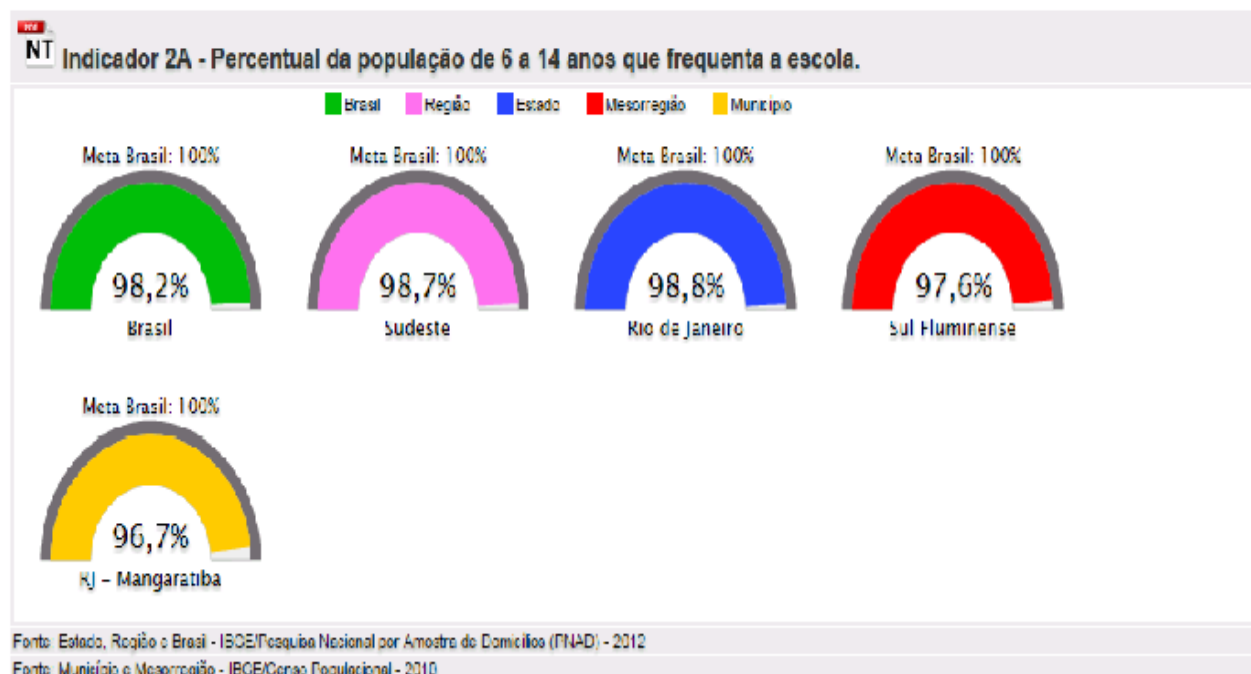 PDF
NT Indicador 2A - Percentual da população de 6 a 14 anos que frequenta a escola.
Brasil Região Estado Mesorregião Município
Meta Brasil: 100% Meta Brasil: 100% Meta Brasil: 100% Meta Brasil: 100%
98,2% 98,7% 98,8% 97,6%
Brasil Sudeste Rio de Janeiro Sul Fluminense
Meta Brasil: 100%
96,7%
RJ – Mangaratiba
Fonte: Estado, Região e Brasil - IBGE/Pesquisa Nacional por Amostra de Domicílios (PNAD) - 2012
Fonte: Município e Mesorregião - IBGE/Censo Populacional - 2010